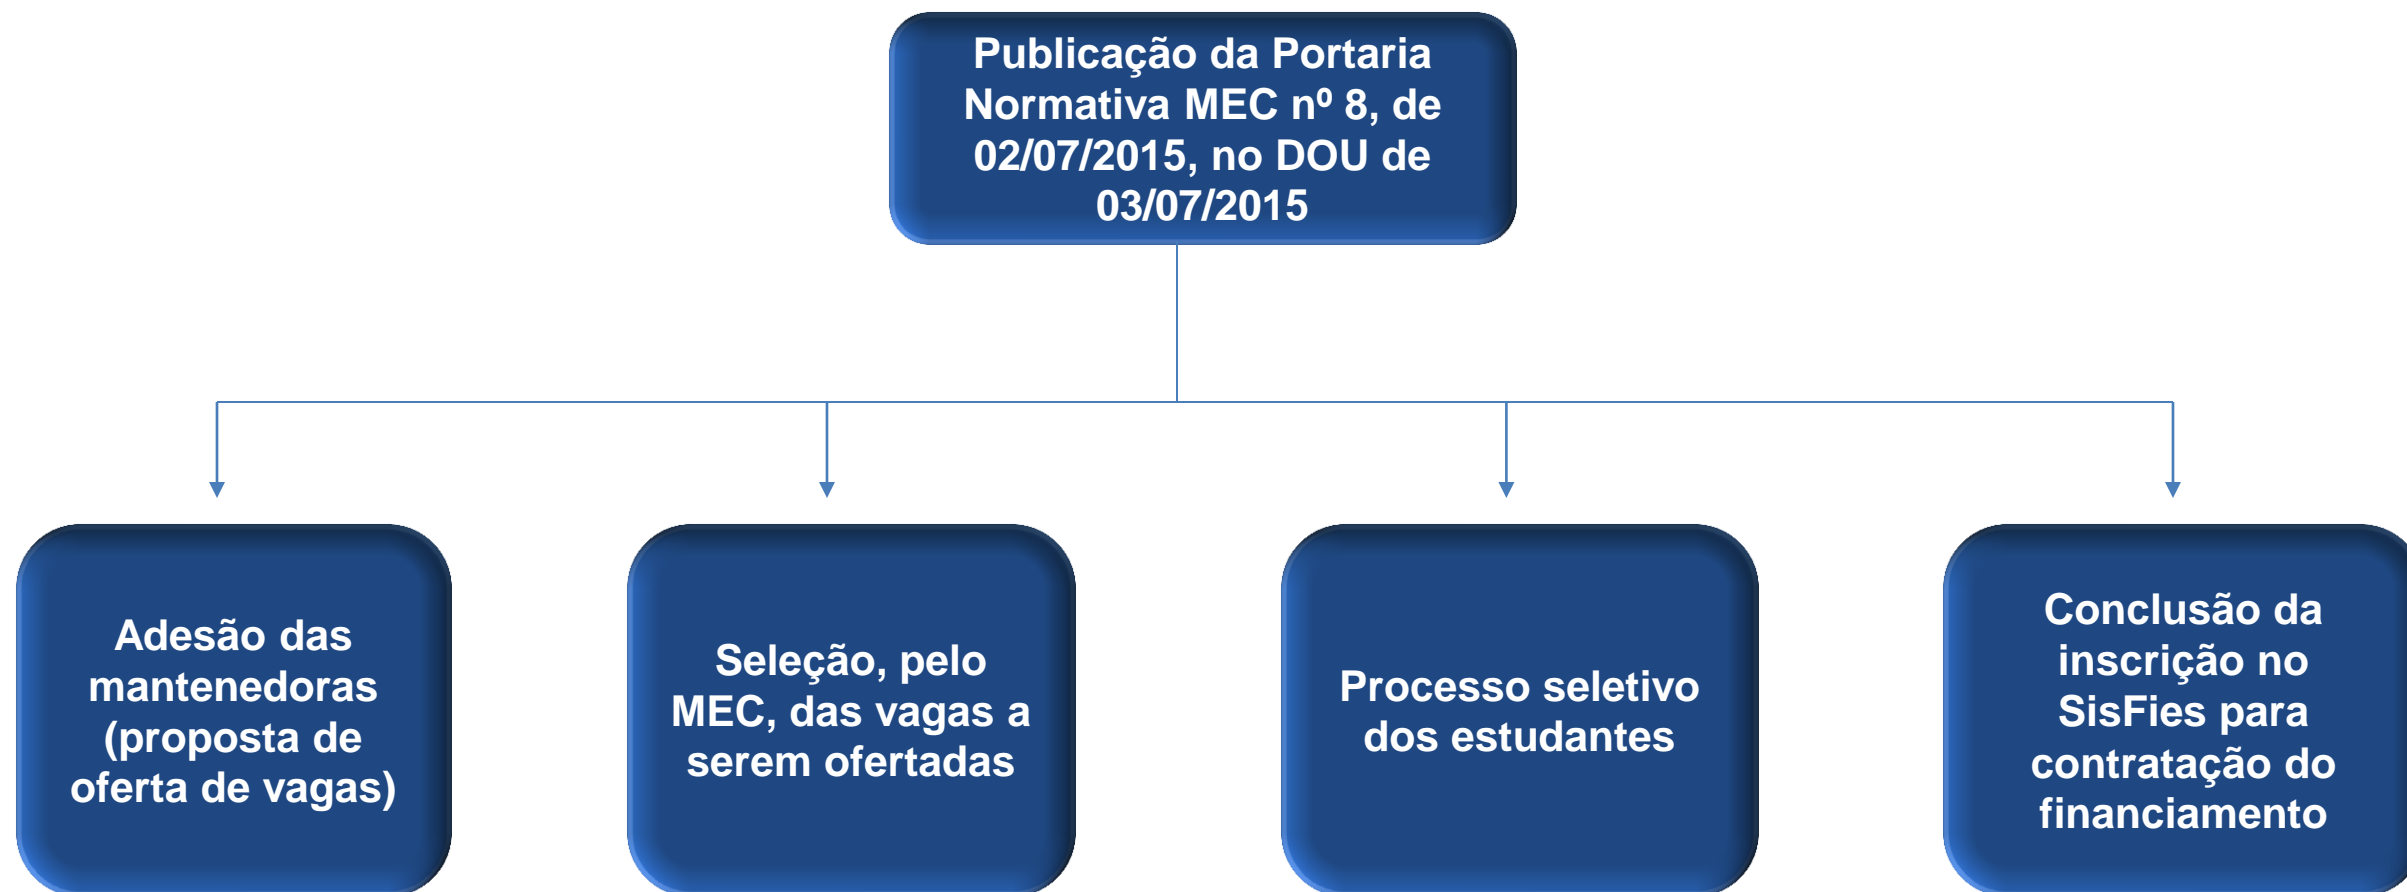 Publicação da Portaria
Normativa MEC nº 8, de
02/07/2015, no DOU de
03/07/2015
Adesão das
mantenedoras
(proposta de
oferta de vagas)
Seleção, pelo
MEC, das vagas a
serem ofertadas
Processo seletivo
dos estudantes
Conclusão da
inscrição no
SisFies para
contratação do
financiamento